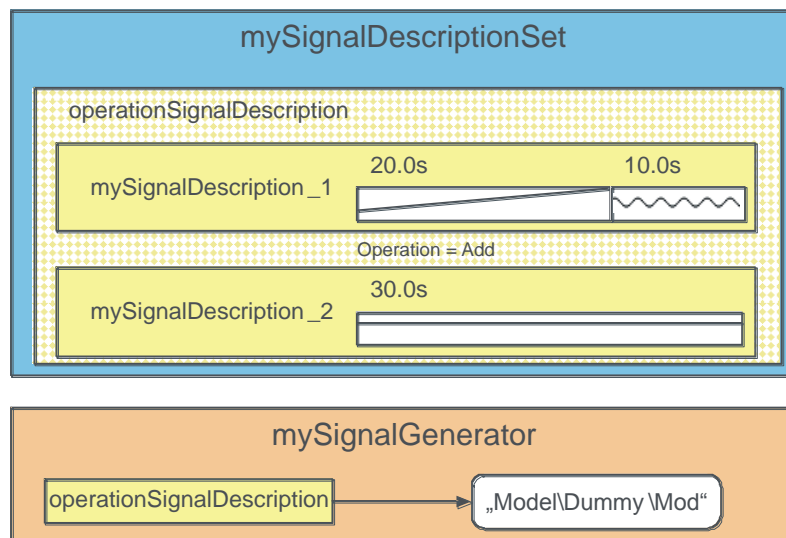 mySignalDescriptionSet
operationSignalDescription
20.0s 10.0s
mySignalDescription _1
Operation = Add
30.0s
mySignalDescription _2
mySignalGenerator
operationSignalDescription „Model\Dummy \Mod“